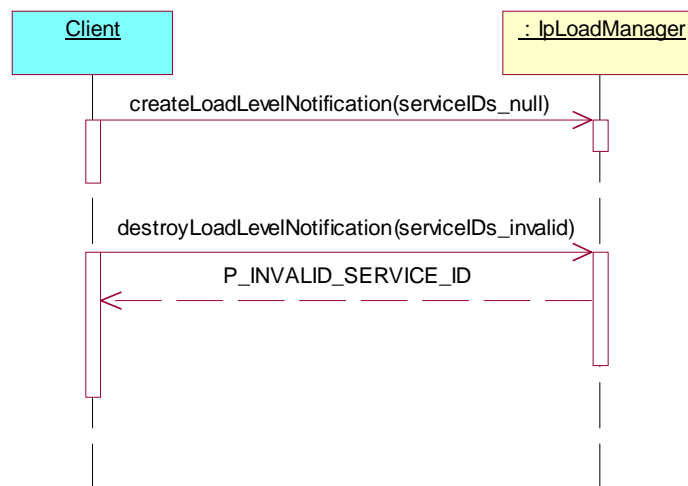 Client
: IpLoadManager
createLoadLevelNotification(serviceIDs_null)
destroyLoadLevelNotification(serviceIDs_invalid)
P_INVALID_SERVICE_ID